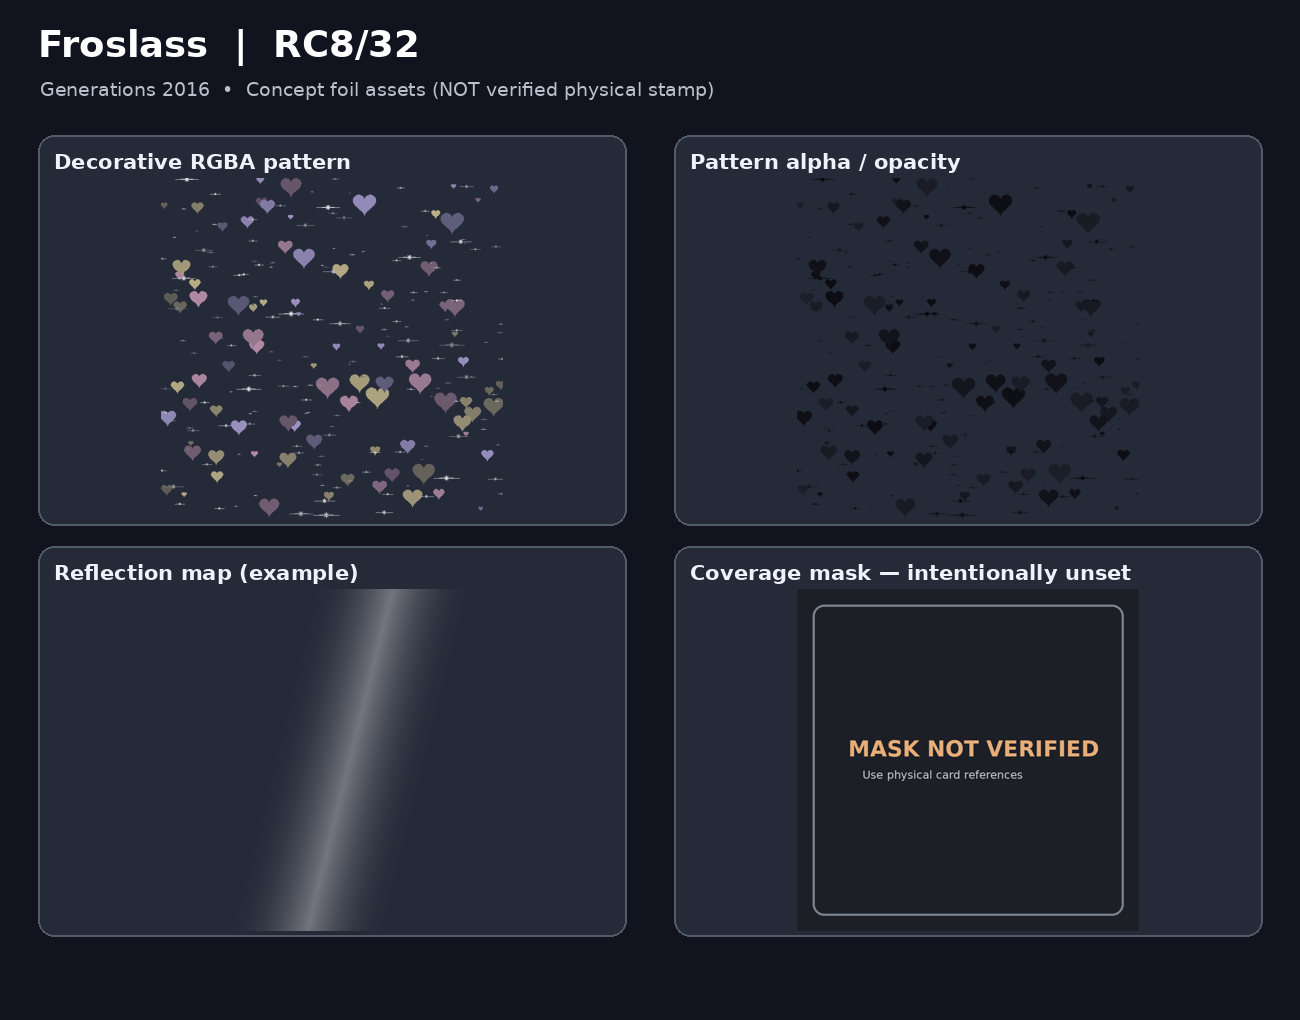 Froslass | RC8/32
Generations 2016 • Concept foil assets (NOT verified physical stamp)
Decorative RGBA pattern
Pattern alpha / opacity
Reflection map (example)
Coverage mask — intentionally unset
MASK NOT VERIFIED
Use physical card references